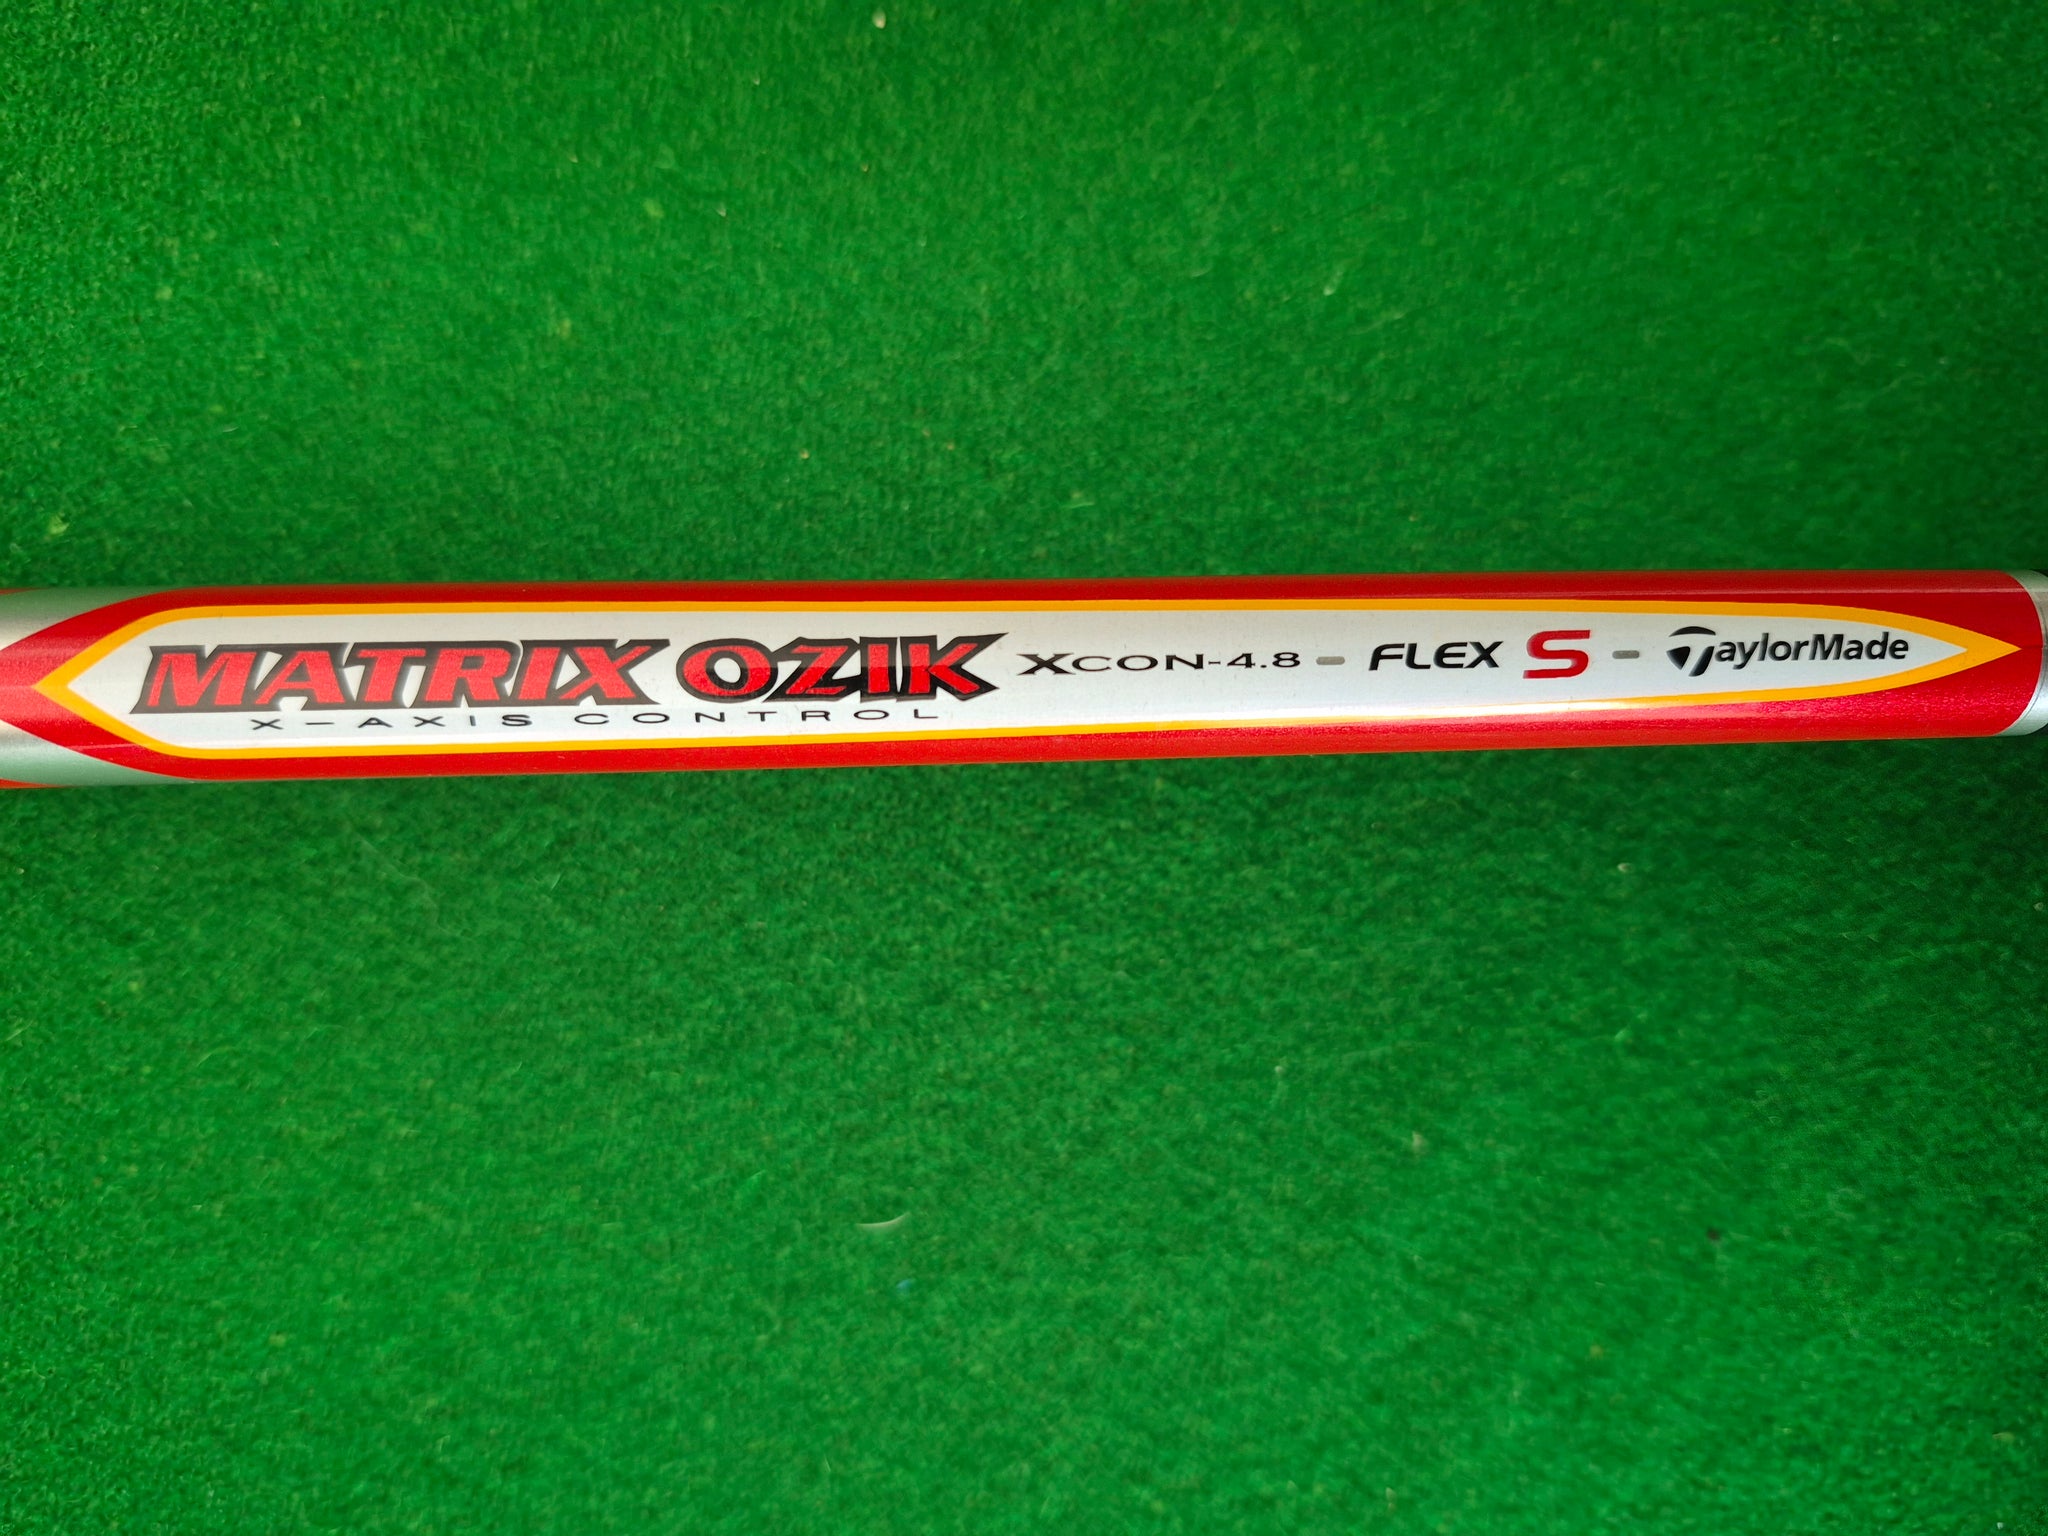 MATRIX OZIK XCON-4.8 - FLEX S - TaylorMade
X-AXIS CONTROL